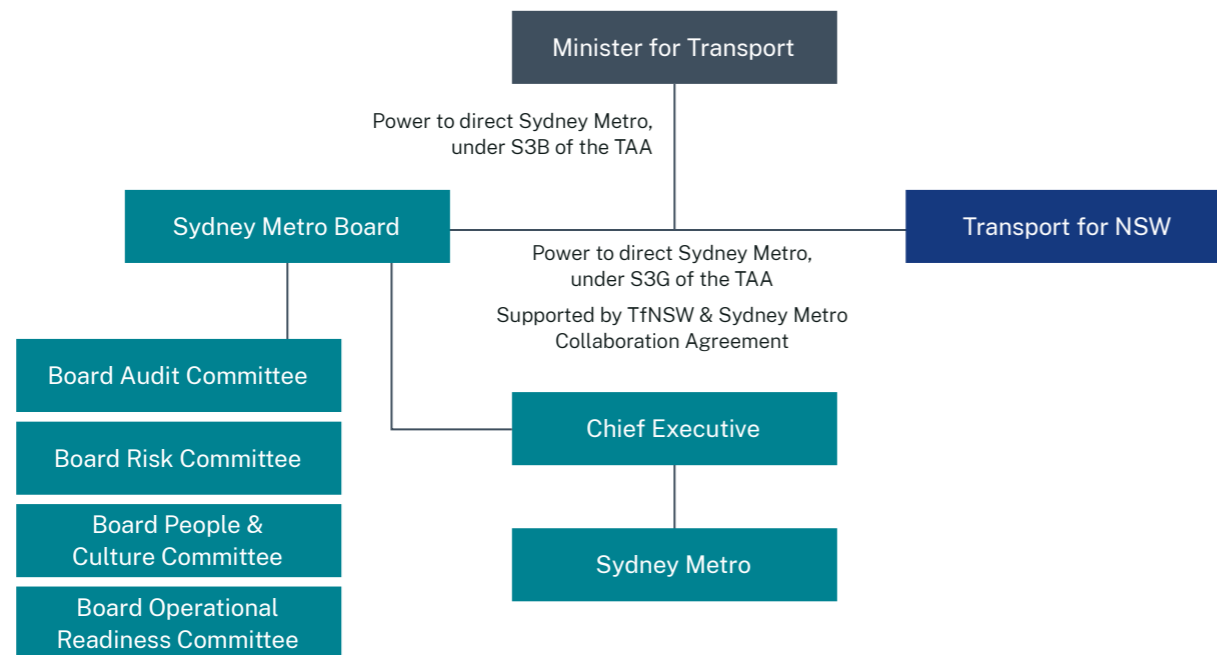 Minister for Transport
Power to direct Sydney Metro,
under S3B of the TAA
Sydney Metro Board
Transport for NSW
Power to direct Sydney Metro,
under S3G of the TAA
Supported by TfNSW & Sydney Metro
Collaboration Agreement
Board Audit Committee
Board Risk Committee
Board People &
Culture Committee
Board Operational
Readiness Committee
Chief Executive
Sydney Metro